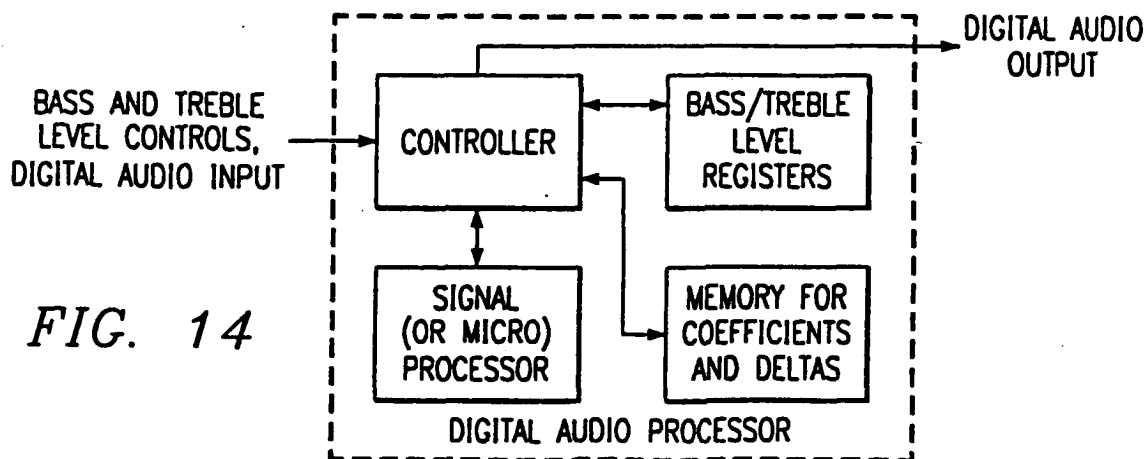 DIGITAL AUDIO
OUTPUT
BASS AND TREBLE
LEVEL CONTROLS,
DIGITAL AUDIO INPUT
CONTROLLER
BASS/TREBLE
LEVEL
REGISTERS
SIGNAL
(OR MICRO)
PROCESSOR
MEMORY FOR
COEFFICIENTS
AND DELTAS
FIG. 14
DIGITAL AUDIO PROCESSOR